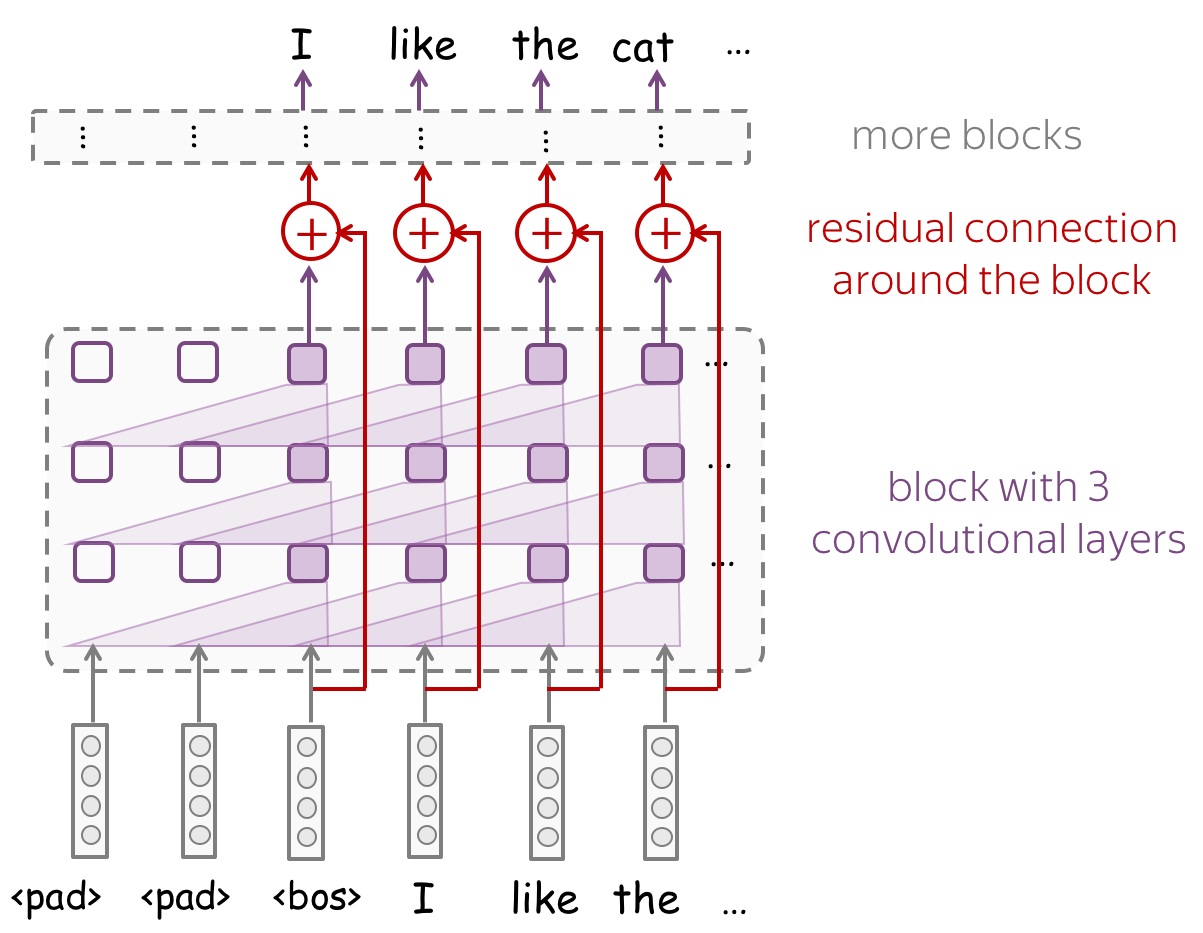 I like the cat ...
more blocks
residual connection
around the block
block with 3
convolutional layers
<pad> <pad> <bos> I like the ...